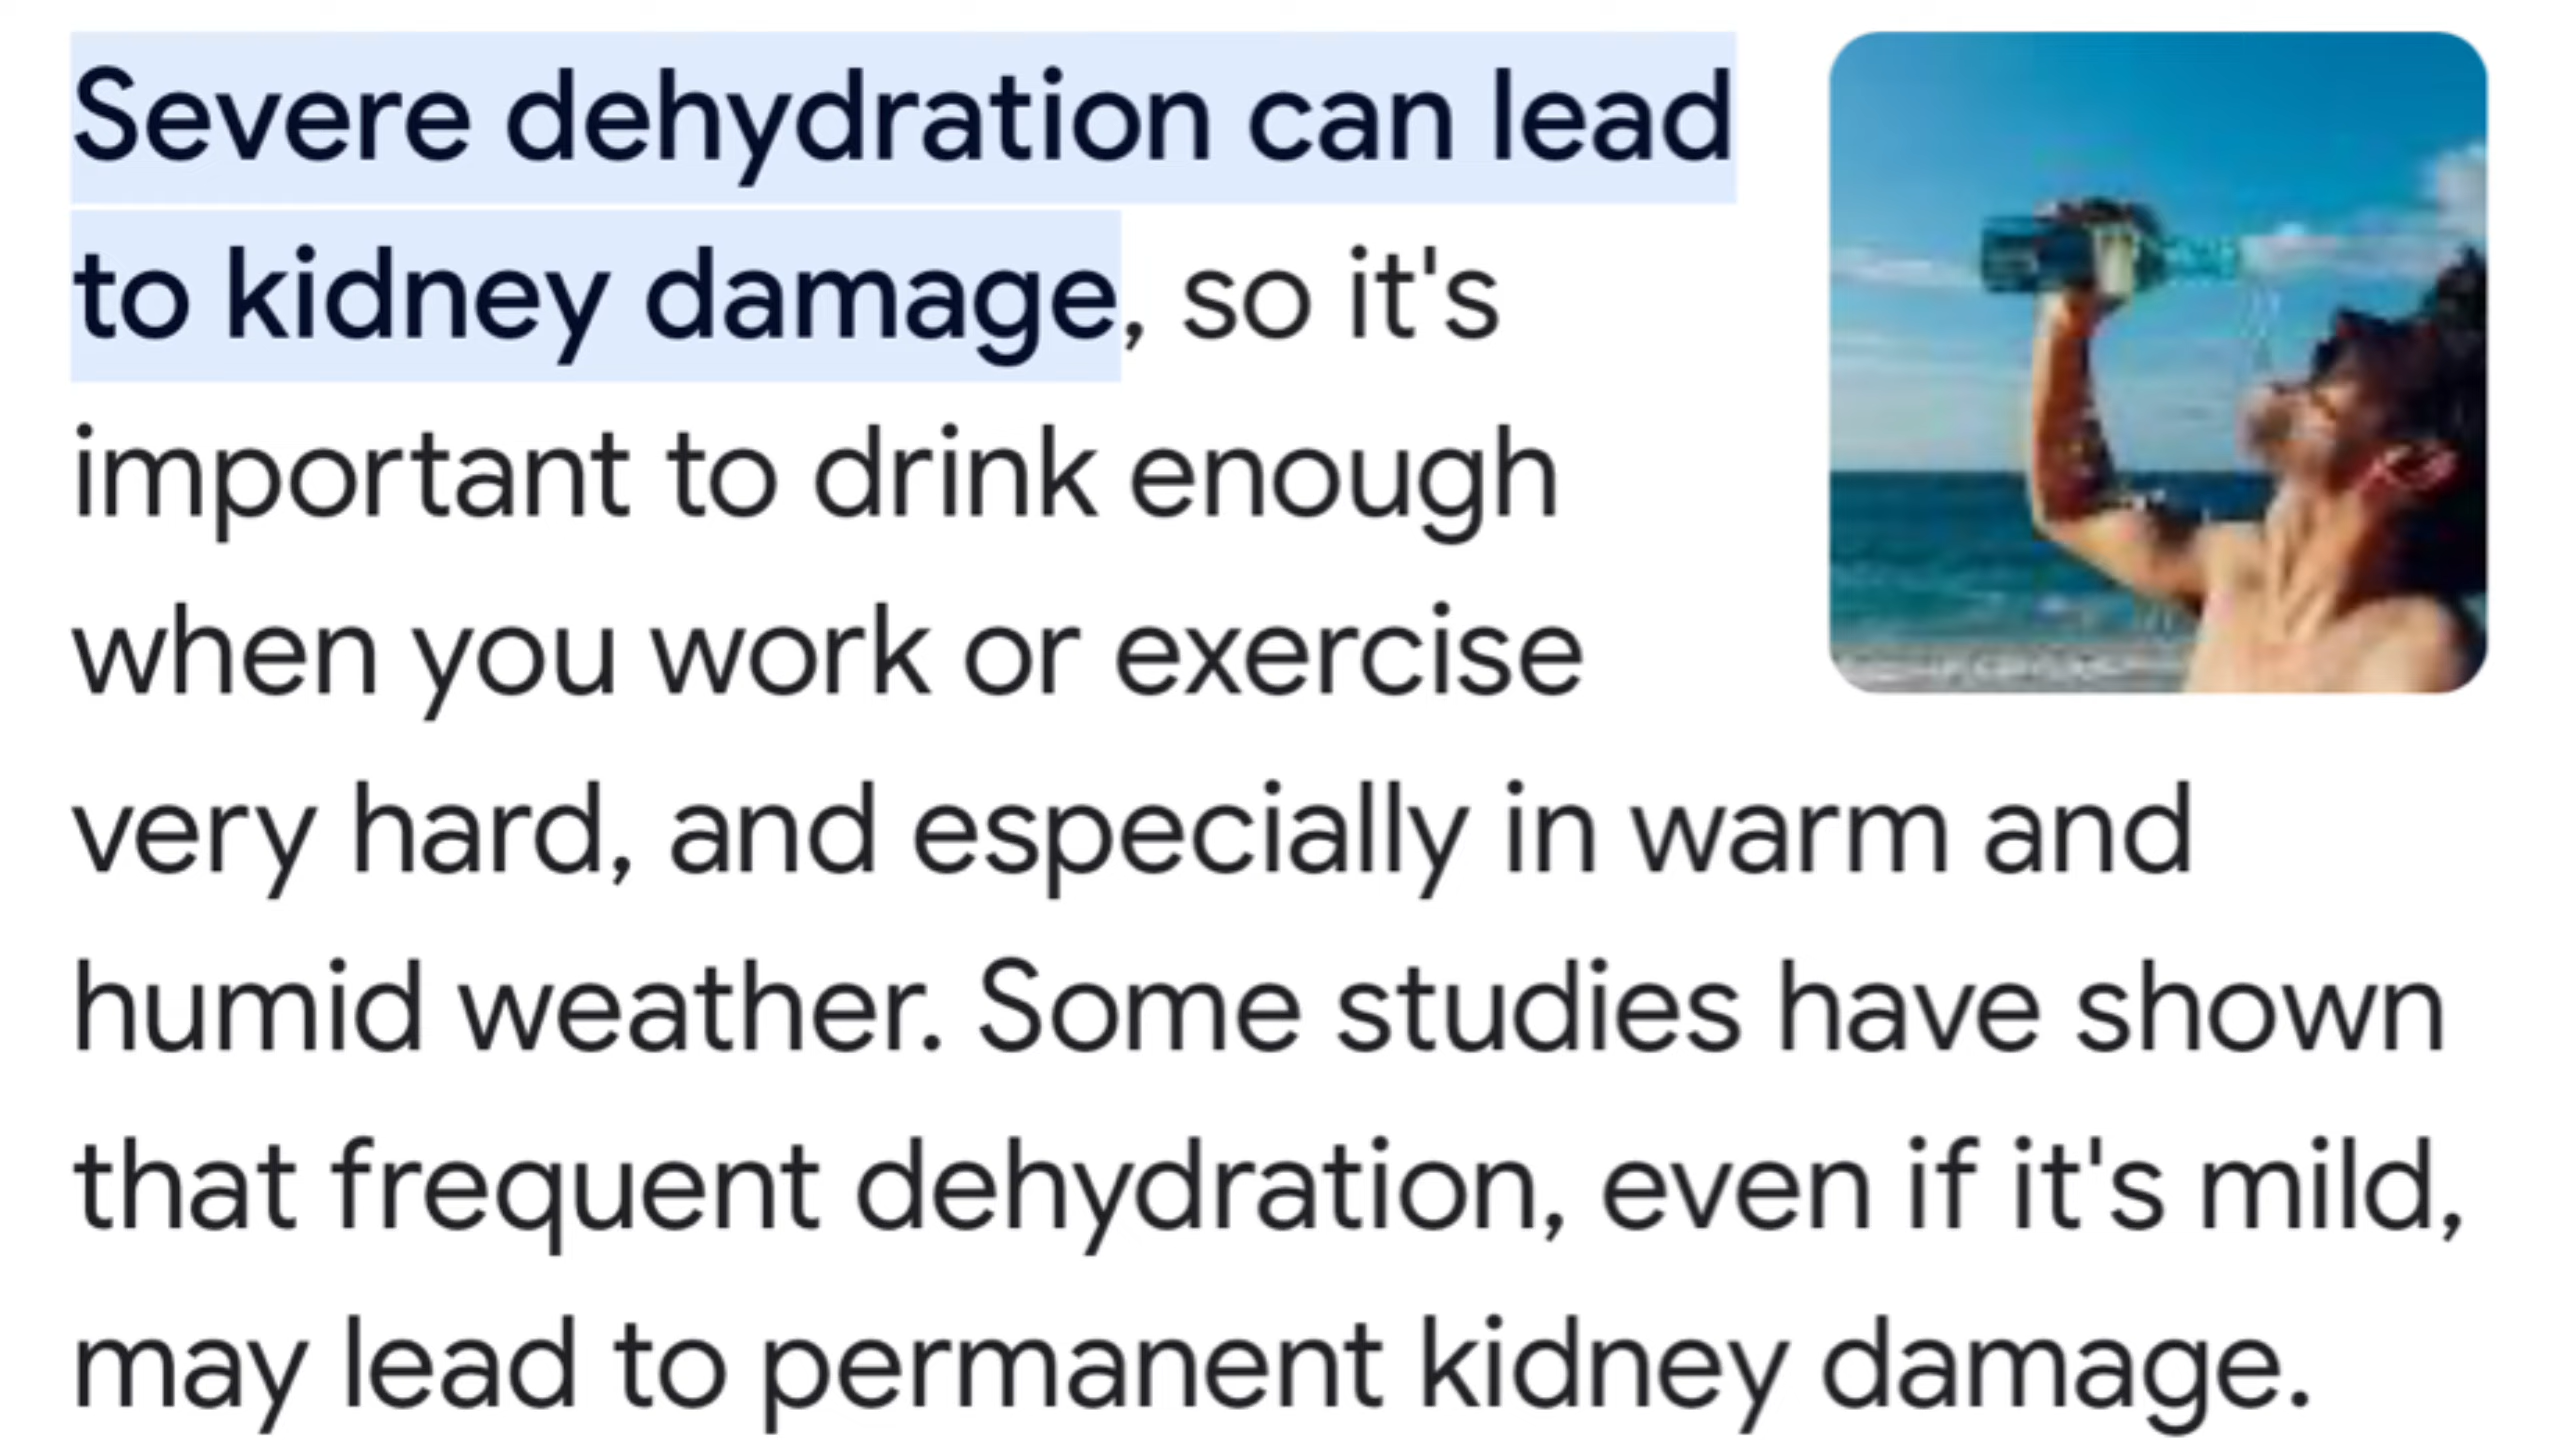 Severe dehydration can lead
to kidney damage, so it's
important to drink enough
when you work or exercise
very hard, and especially in warm and
humid weather. Some studies have shown
that frequent dehydration, even if it's mild,
may lead to permanent kidney damage.